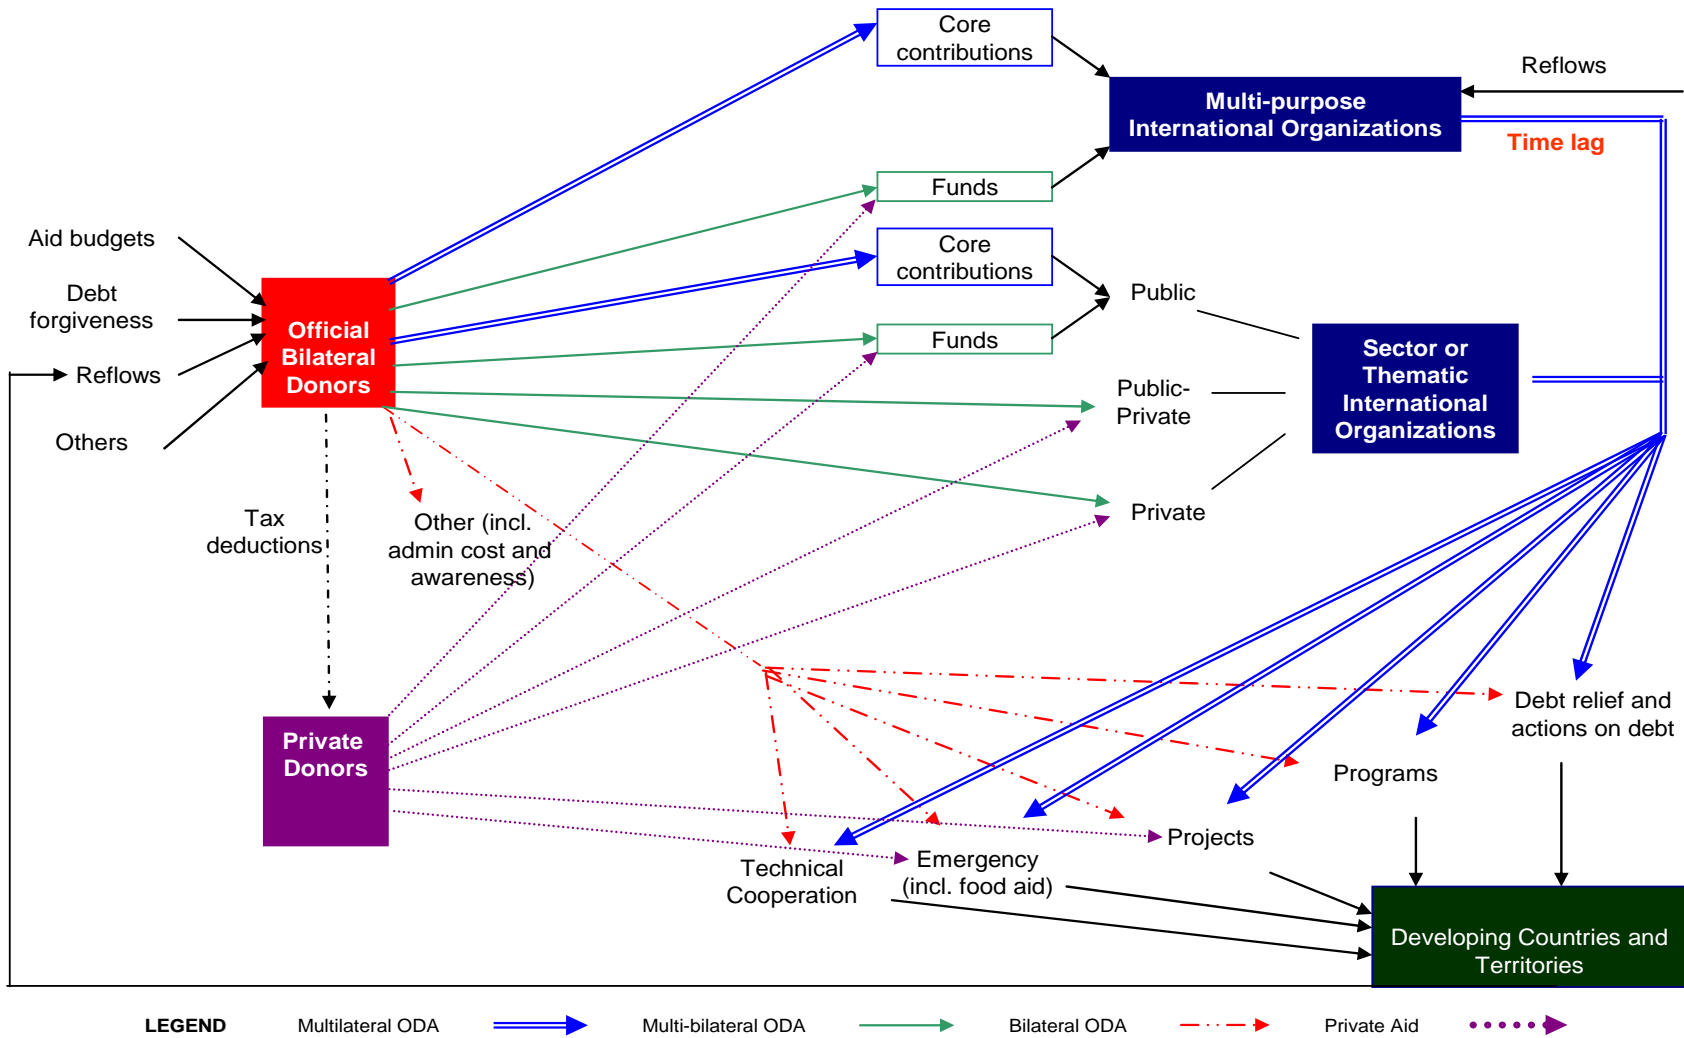 Core
contributions
Reflows
Multi-purpose
International Organizations
Time lag
Funds
Aid budgets
Core
contributions
Debt
forgiveness
Public
Official
Bilateral
Donors
Funds
Sector or
Thematic
International
Organizations
Reflows
Public-
Private
Others
Tax
deductions
Other (incl.
admin cost and
awareness)
Private
Debt relief and
actions on debt
Private
Donors
Programs
Projects
Technical
Cooperation
Emergency
(incl. food aid)
Developing Countries and
Territories
LEGEND Multilateral ODA Multi-bilateral ODA Bilateral ODA Private Aid